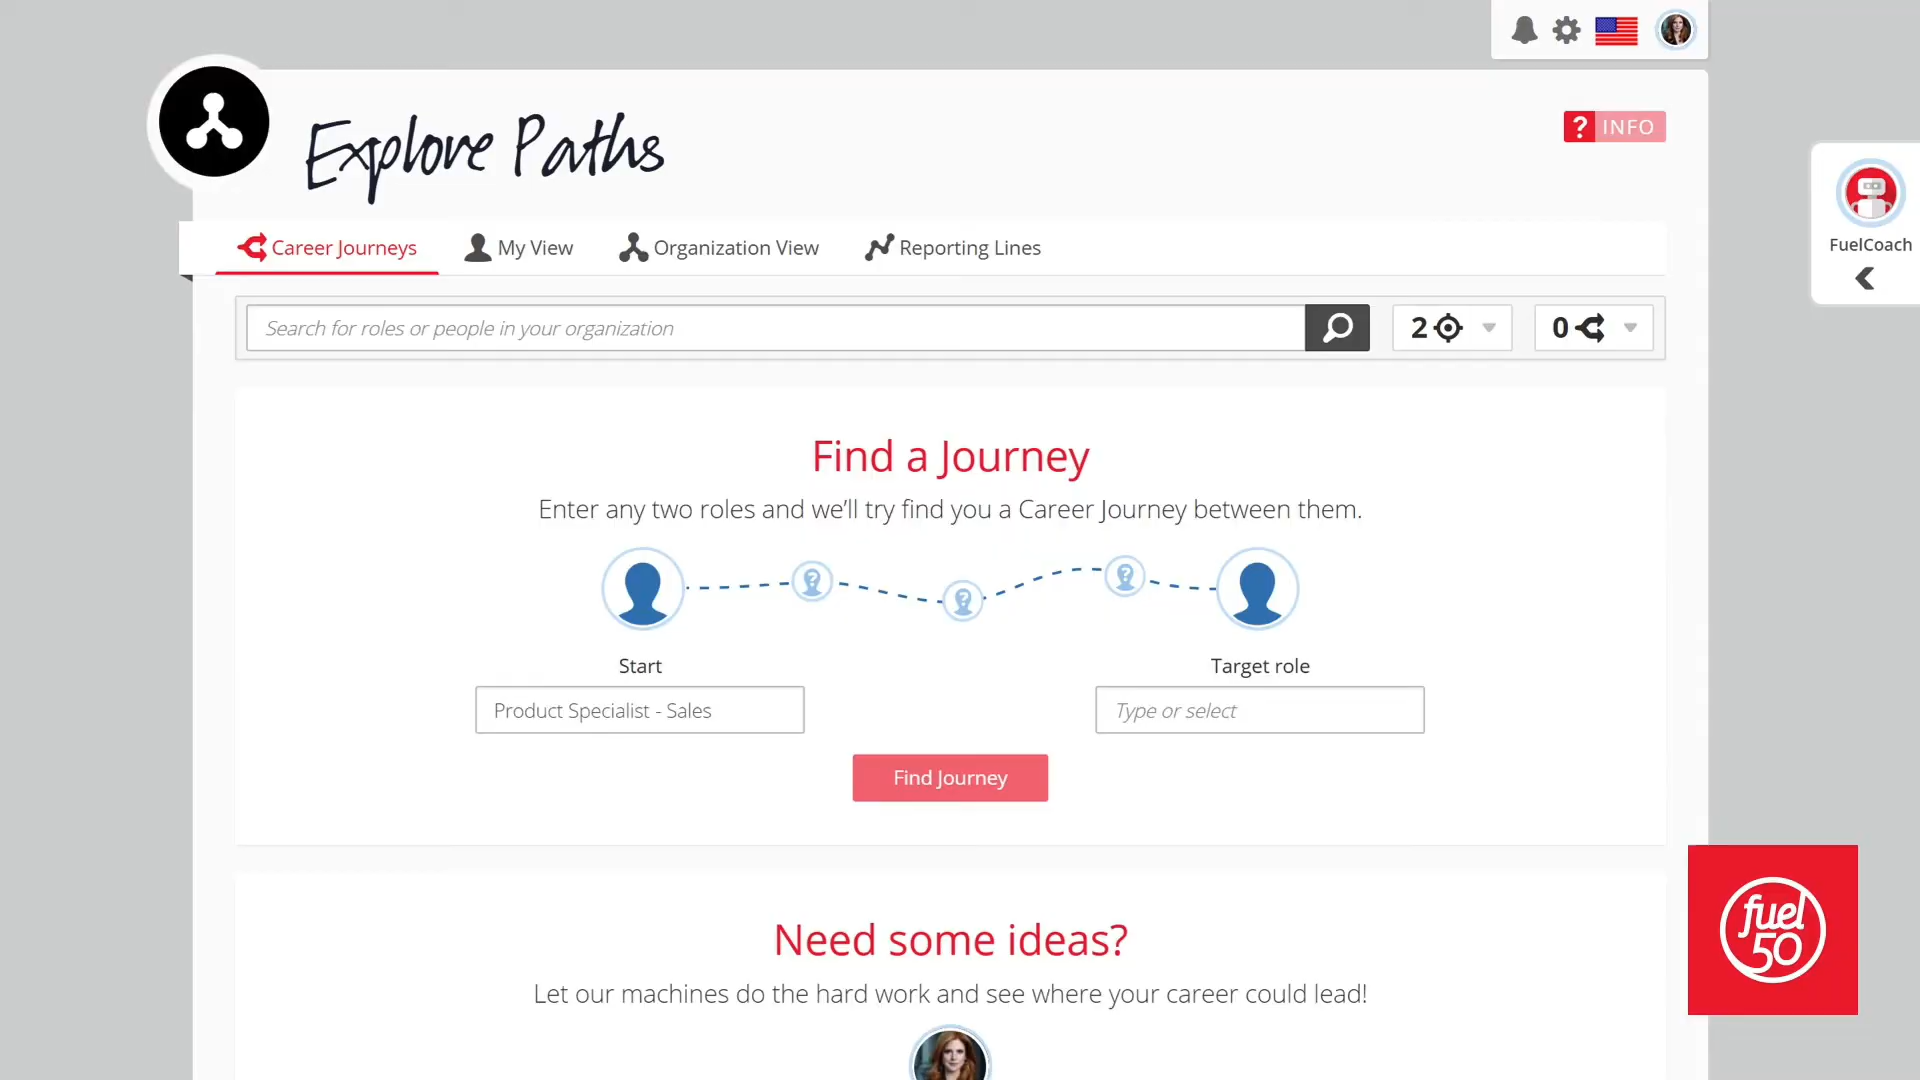 Explore Paths
? INFO
FuelCoach
Career Journeys
My View
Organization View
Reporting Lines
Search for roles or people in your organization
2
0
Find a Journey
Enter any two roles and we'll try find you a Career Journey between them.
? ? ?
Start
Target role
Product Specialist - Sales
Type or select
Find Journey
fuel
50
Need some ideas?
Let our machines do the hard work and see where your career could lead!